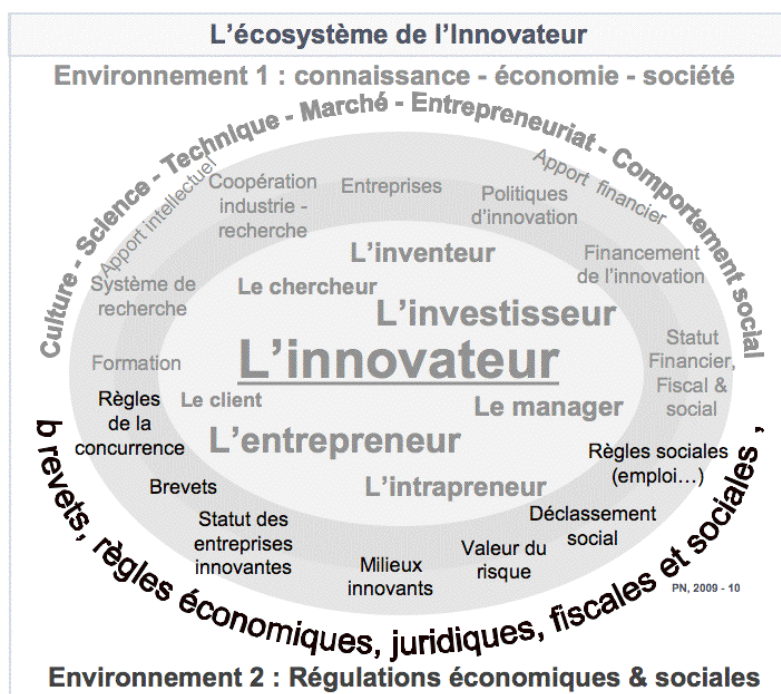 L'écosystème de l'Innovateur
Environnement 1 : connaissance - économie - société
Culture - Science - Technique - Marché - Entrepreneuriat - Comportement social
Apport intellectuel
Apport financier
Coopération
industrie -
recherche
Entreprises
Politiques
d'innovation
Système de
recherche
Financement
de l'innovation
Formation
Statut
Financier,
Fiscal &
social
L'inventeur
Le chercheur
L'investisseur
L'innovateur
Le client
Le manager
L'entrepreneur
L'intrapreneur
Règles
de la
concurrence
Règles sociales
(emploi...)
Brevets
Déclassement
social
Statut des
entreprises
innovantes
Valeur du
risque
Milieux
innovants
PN, 2009 - 10
b revets, règles économiques, juridiques, fiscales et sociales ,
Environnement 2 : Régulations économiques & sociales